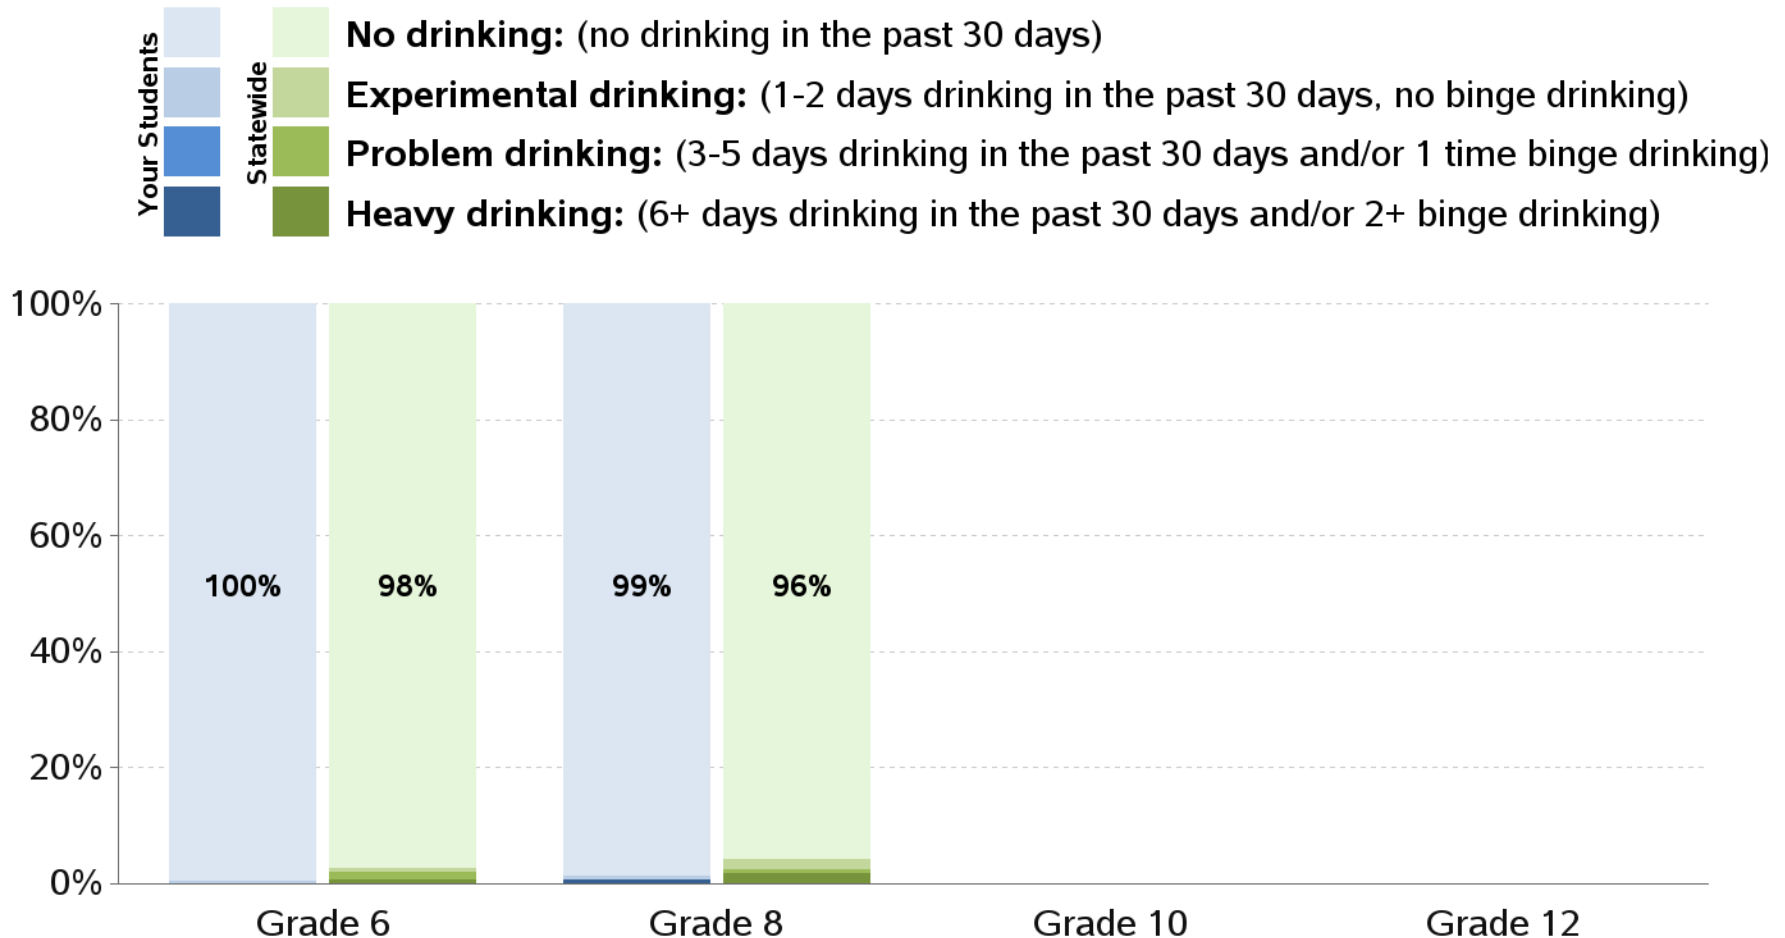 Your Students
Statewide
No drinking: (no drinking in the past 30 days)
Experimental drinking: (1-2 days drinking in the past 30 days, no binge drinking)
Problem drinking: (3-5 days drinking in the past 30 days and/or 1 time binge drinking)
Heavy drinking: (6+ days drinking in the past 30 days and/or 2+ binge drinking)
100%
80%
60%
40%
20%
0%
100%
98%
99%
96%
Grade 6
Grade 8
Grade 10
Grade 12